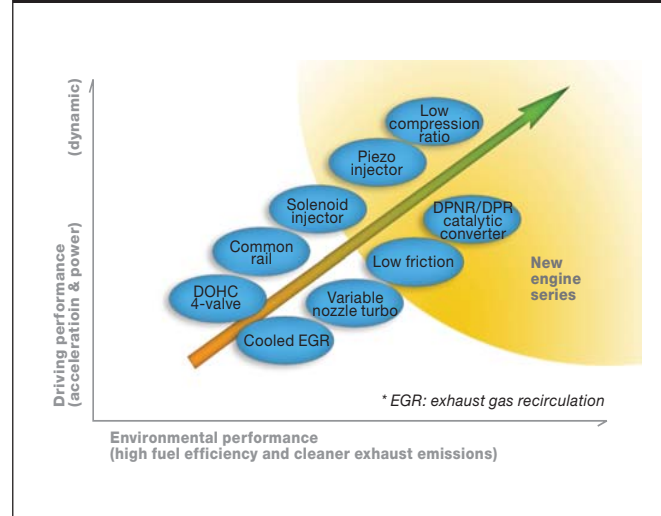 (dynamic)
Driving performance
(acceleratioin & power)
Low
compression
ratio
Piezo
injector
Solenoid
injector
DPNR/DPR
catalytic
converter
Common
rail
Low friction
New
engine
series
DOHC
4-valve
Variable
nozzle turbo
Cooled EGR
* EGR: exhaust gas recirculation
Environmental performance
(high fuel efficiency and cleaner exhaust emissions)